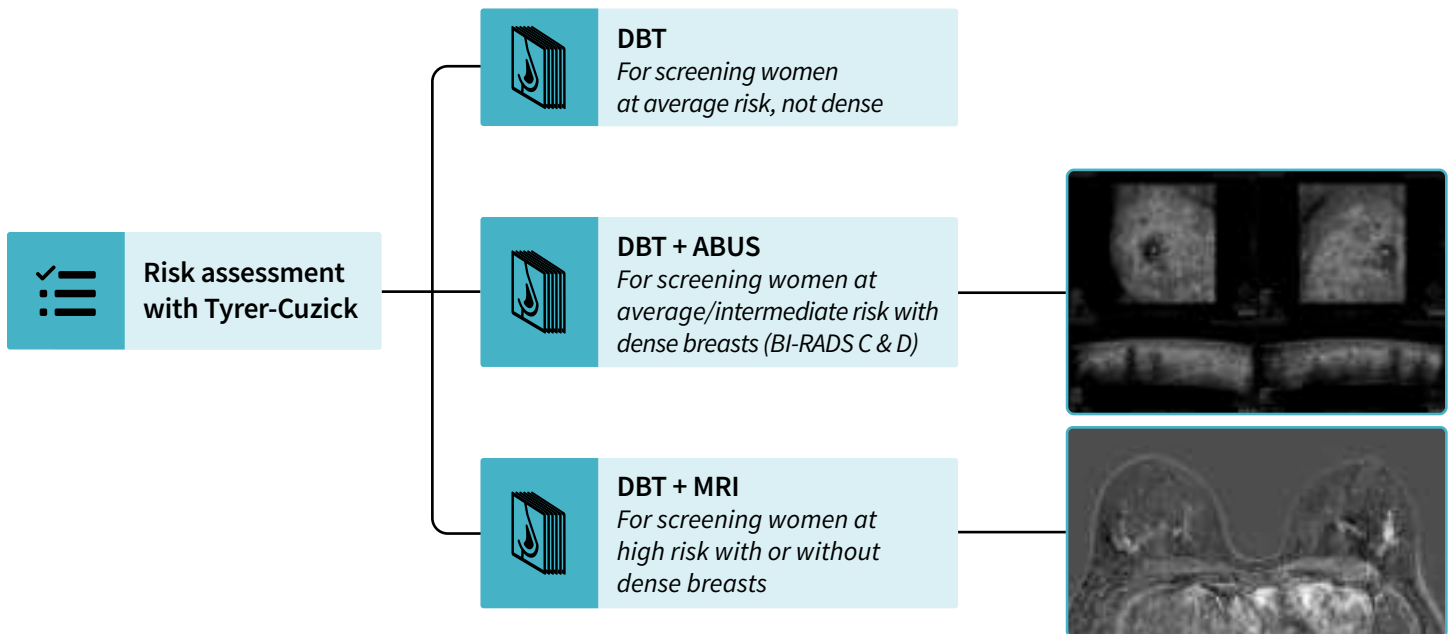 Risk assessment
with Tyrer-Cuzick
DBT
For screening women
at average risk, not dense
DBT + ABUS
For screening women at
average/intermediate risk with
dense breasts (BI-RADS C & D)
DBT + MRI
For screening women at
high risk with or without
dense breasts